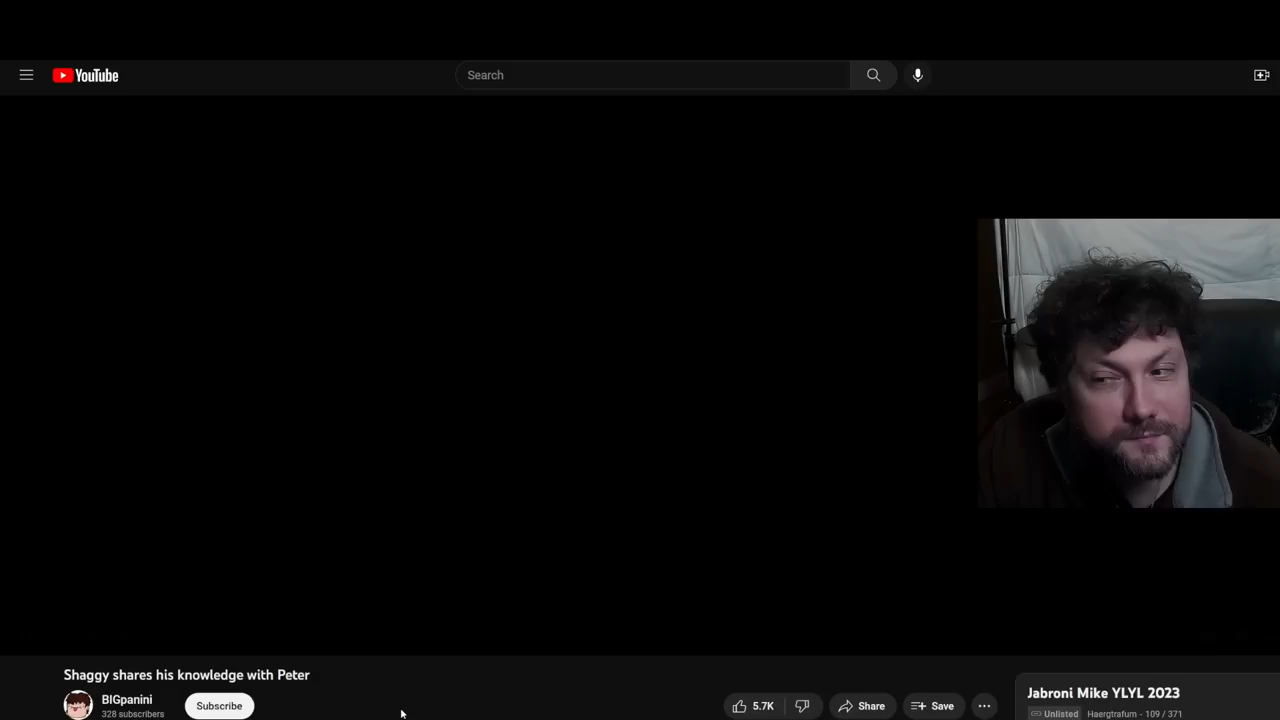 YouTube
Search
Shaggy shares his knowledge with Peter
BIGpanini
328 subscribers
Subscribe
5.7K
Share
Save
Jabroni Mike YLYL 2023
Unlisted
Haergtrafum - 109 / 371